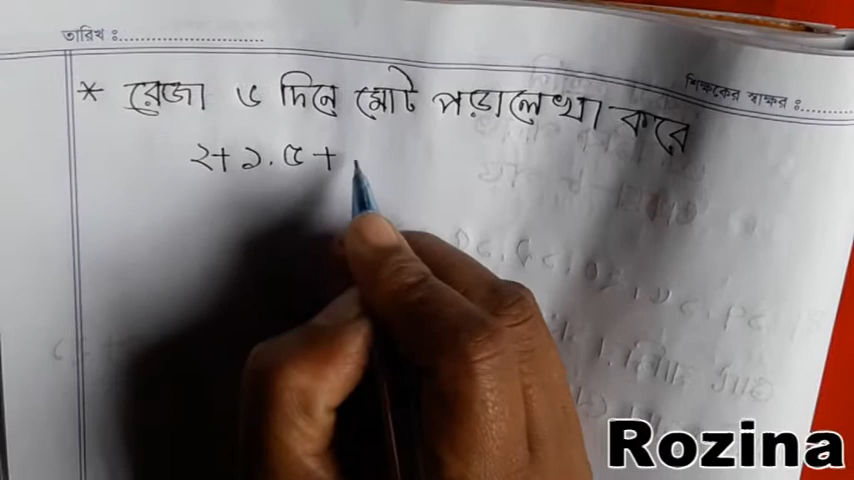 তারিখ :
শিক্ষকের স্বাক্ষর :
* রেজা ৬ দিনে মোট পড়ালেখা করে
২+১.৫+
Rozina